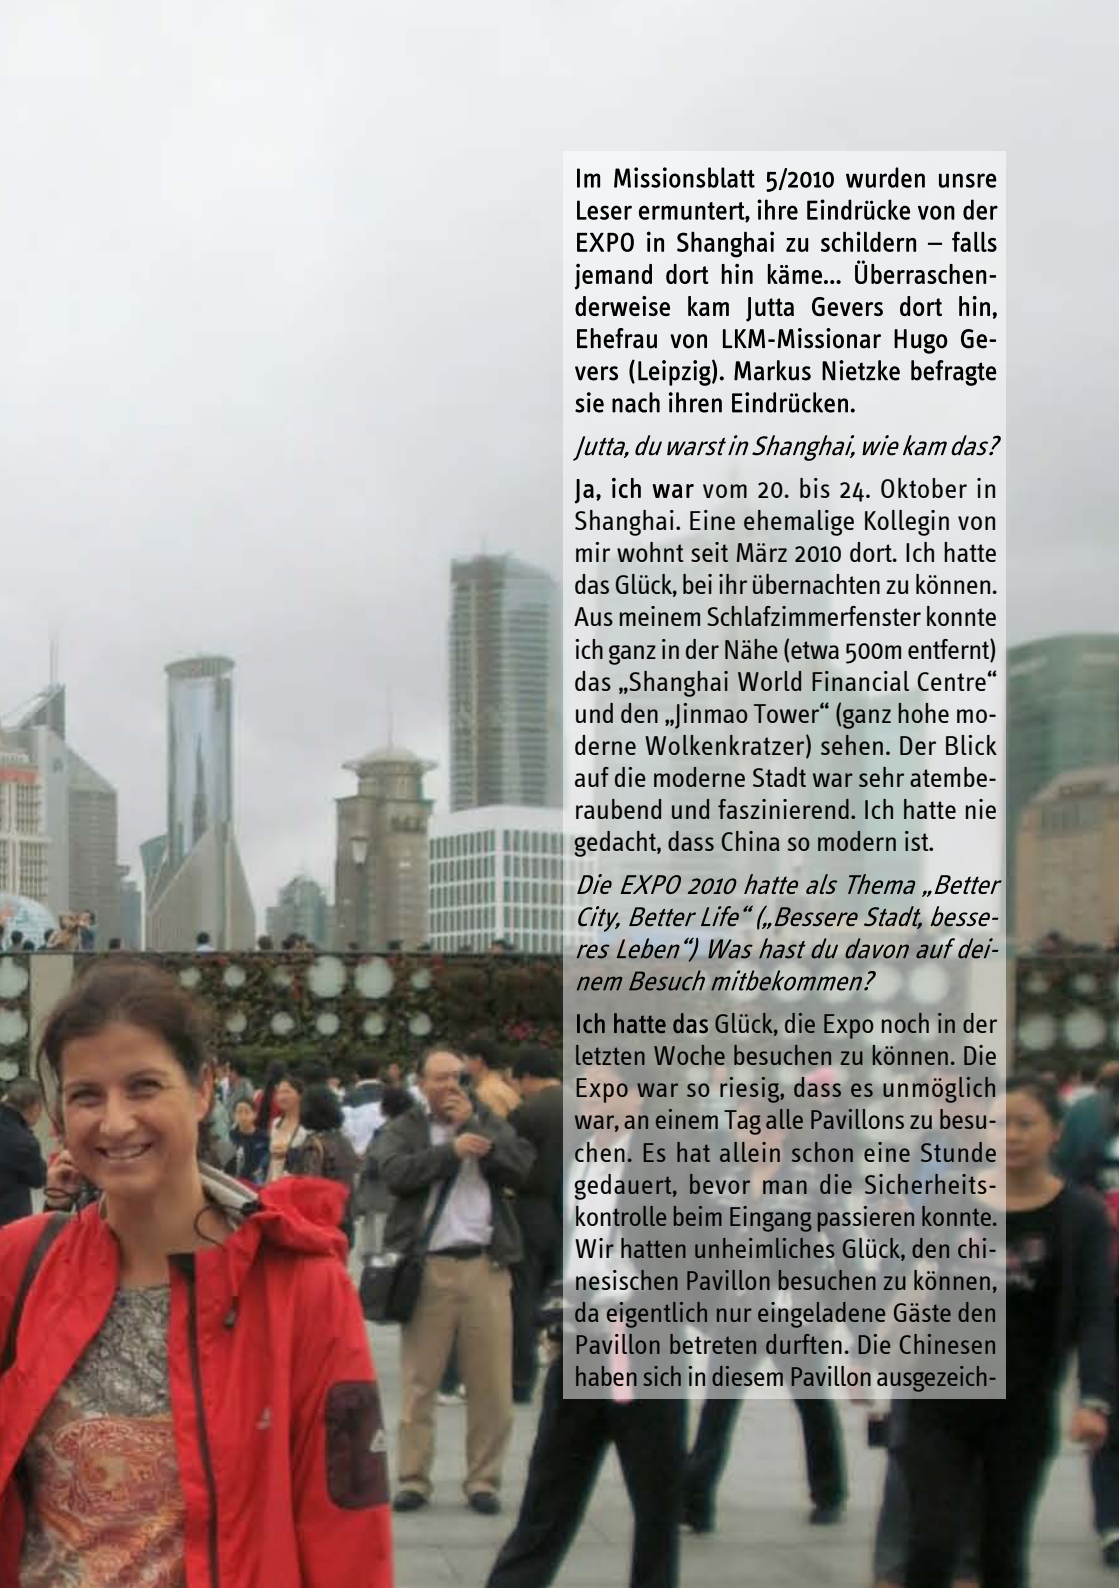 Im Missionsblatt 5/2010 wurden unsre
Leser ermuntert, ihre Eindrücke von der
EXPO in Shanghai zu schildern – falls
jemand dort hin käme... Überraschen-
derweise kam Jutta Gevers dort hin,
Ehefrau von LKM-Missionar Hugo Ge-
vers (Leipzig). Markus Nietzke befragte
sie nach ihren Eindrücken.
Jutta, du warst in Shanghai, wie kam das?
Ja, ich war vom 20. bis 24. Oktober in
Shanghai. Eine ehemalige Kollegin von
mir wohnt seit März 2010 dort. Ich hatte
das Glück, bei ihr übernachten zu können.
Aus meinem Schlafzimmerfenster konnte
ich ganz in der Nähe (etwa 500m entfernt)
das „Shanghai World Financial Centre“
und den „Jinmao Tower“ (ganz hohe mo-
derne Wolkenkratzer) sehen. Der Blick
auf die moderne Stadt war sehr atembe-
raubend und faszinierend. Ich hatte nie
gedacht, dass China so modern ist.
Die EXPO 2010 hatte als Thema „Better
City, Better Life“ („Bessere Stadt, besse-
res Leben“) Was hast du davon auf dei-
nem Besuch mitbekommen?
Ich hatte das Glück, die Expo noch in der
letzten Woche besuchen zu können. Die
Expo war so riesig, dass es unmöglich
war, an einem Tag alle Pavillons zu besu-
chen. Es hat allein schon eine Stunde
gedauert, bevor man die Sicherheits-
kontrolle beim Eingang passieren konnte.
Wir hatten unheimliches Glück, den chi-
nesischen Pavillon besuchen zu können,
da eigentlich nur eingeladene Gäste den
Pavillon betreten durften. Die Chinesen
haben sich in diesem Pavillon ausgezeich-